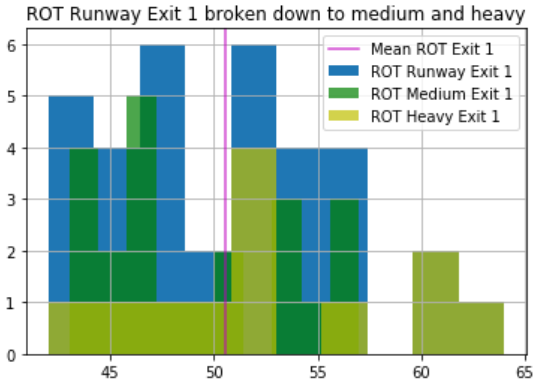 ROT Runway Exit 1 broken down to medium and heavy
Mean ROT Exit 1
ROT Runway Exit 1
ROT Medium Exit 1
ROT Heavy Exit 1
6
5
4
3
2
1
0
45 50 55 60 65